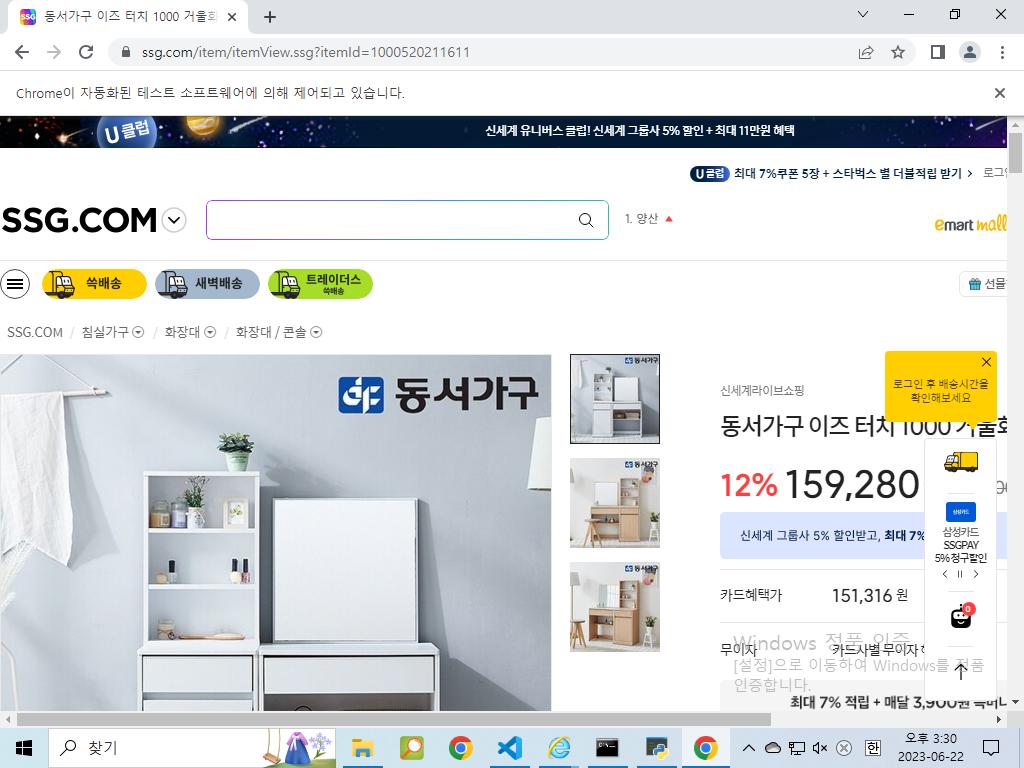 동서가구 이즈 터치 1000 거울화
ssg.com/item/itemView.ssg?itemId=1000520211611
Chrome이 자동화된 테스트 소프트웨어에 의해 제어되고 있습니다.
U클럽
신세계 유니버스 클럽! 신세계 그룹사 5% 할인 + 최대 11만원 혜택
U클럽 최대 7%쿠폰 5장 + 스타벅스 별 더블적립 받기 로그인
SSG.COM
1. 양산
emart mall
쓱배송
새벽배송
트레이더스
쓱배송
선물
SSG.COM / 침실가구 / 화장대 / 화장대 / 콘솔
동서가구
신세계라이브쇼핑
로그인 후 배송시간을
확인해보세요
동서가구 이즈 터치 1000 거울화
12% 159,280
신세계 그룹사 5% 할인받고, 최대 7%
삼성카드
삼성카드
SSGPAY
5% 청구할인
카드혜택가 151,316 원
0
무이자 카드사별 무이자
Windows 정품 인증
[설정]으로 이동하여 Windows를 정품
인증합니다.
최대 7% 적립 + 매달 3,900원
찾기
한
오후 3:30
2023-06-22